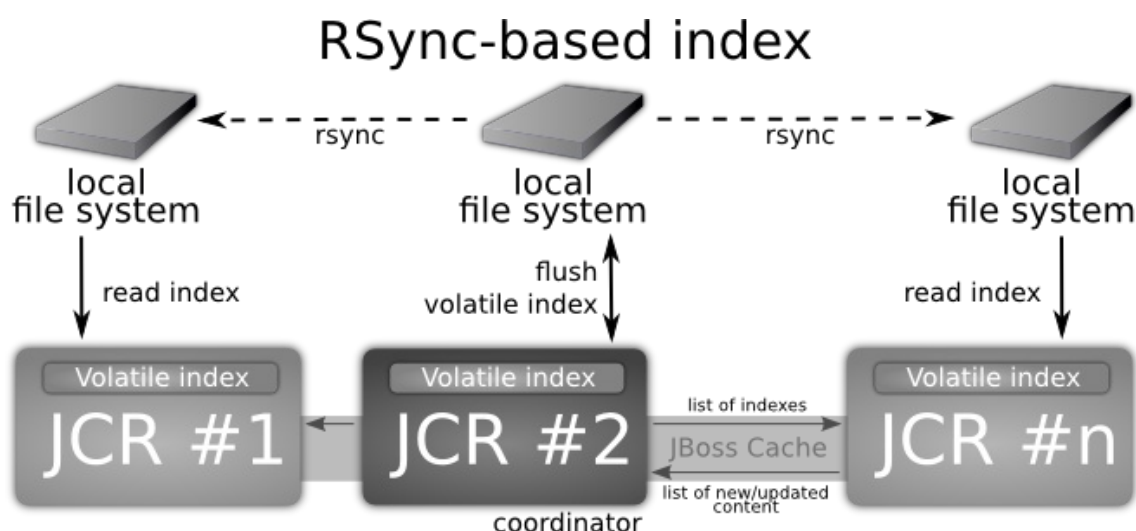 RSync-based index
rsync
rsync
local
file system
local
file system
local
file system
read index
flush
volatile index
read index
Volatile index
JCR #1
Volatile index
JCR #2
coordinator
list of indexes
JBoss Cache
list of new/updated
content
Volatile index
JCR #n